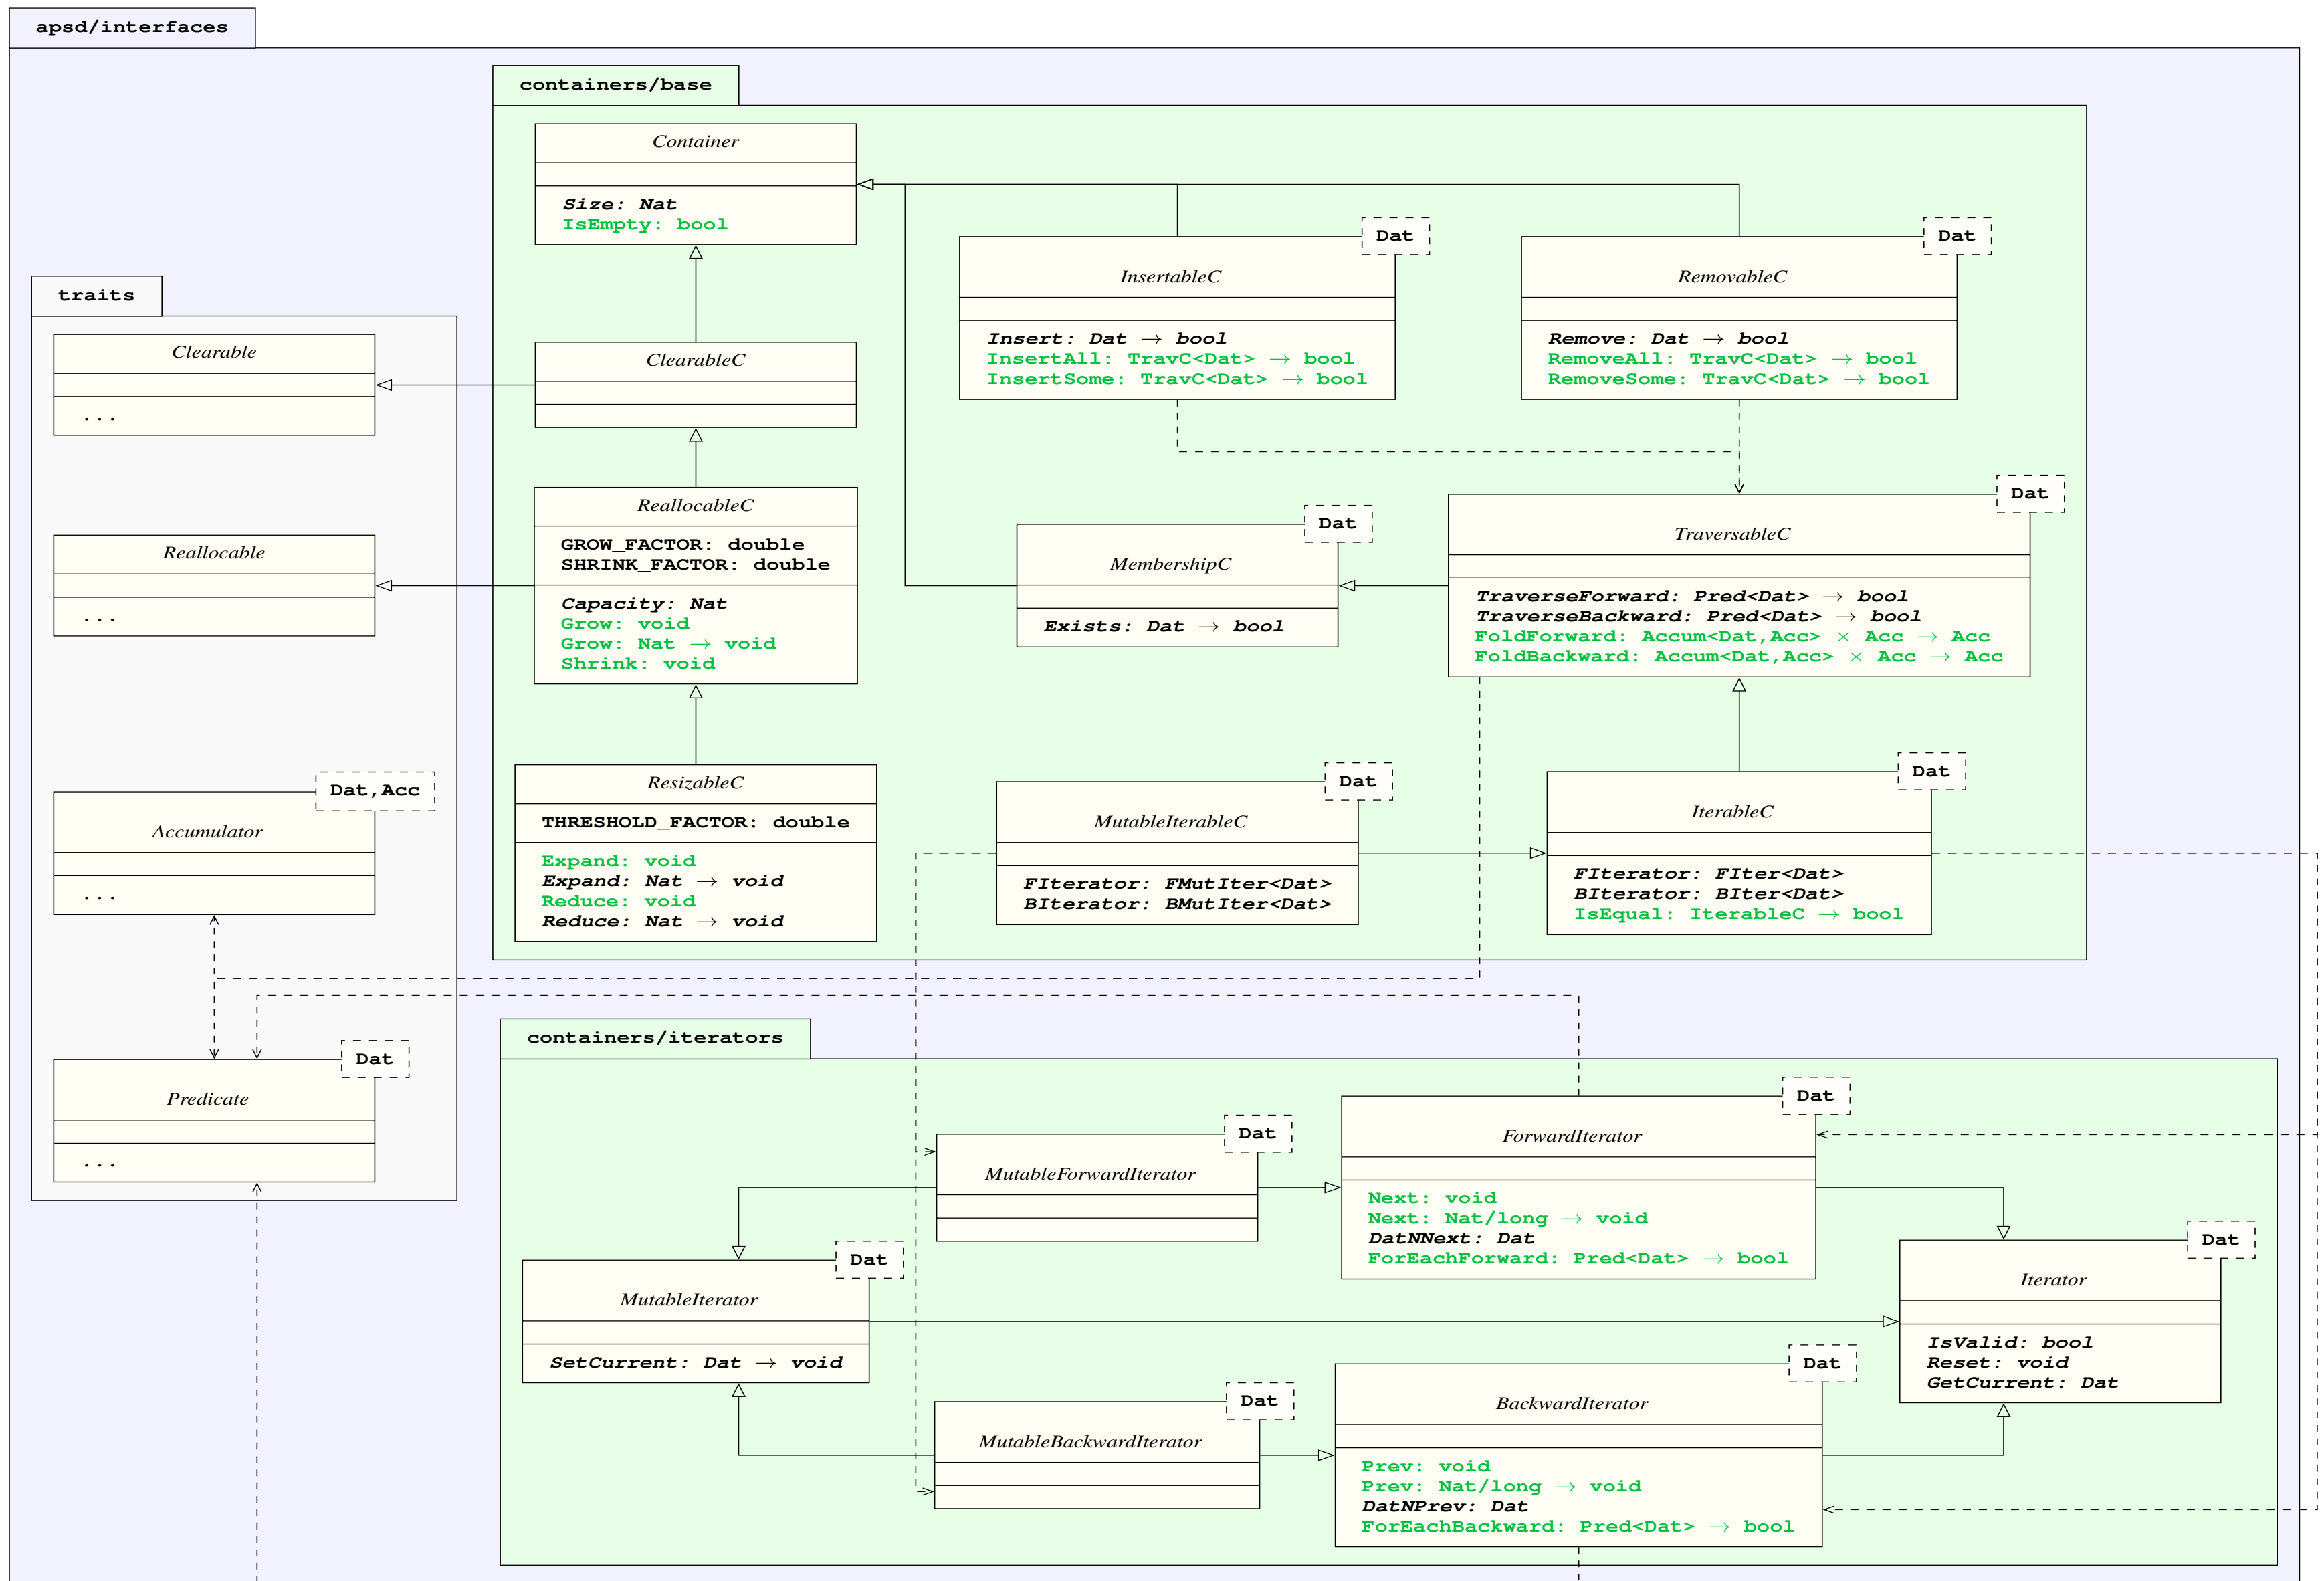 apsd/interfaces
containers/base
Container
Size: Nat
IsEmpty: bool
Dat
InsertableC
Insert: Dat → bool
InsertAll: TravC<Dat> → bool
InsertSome: TravC<Dat> → bool
Dat
RemovableC
Remove: Dat → bool
RemoveAll: TravC<Dat> → bool
RemoveSome: TravC<Dat> → bool
traits
Clearable
...
ClearableC
Reallocable
...
ReallocableC
GROW_FACTOR: double
SHRINK_FACTOR: double
Capacity: Nat
Grow: void
Grow: Nat → void
Shrink: void
Dat
MembershipC
Exists: Dat → bool
Dat
TraversableC
TraverseForward: Pred<Dat> → bool
TraverseBackward: Pred<Dat> → bool
FoldForward: Accum<Dat,Acc> × Acc → Acc
FoldBackward: Accum<Dat,Acc> × Acc → Acc
Dat,Acc
Accumulator
...
ResizableC
THRESHOLD_FACTOR: double
Expand: void
Expand: Nat → void
Reduce: void
Reduce: Nat → void
Dat
MutableIterableC
FIterator: FMutIter<Dat>
BIterator: BMutIter<Dat>
Dat
IterableC
FIterator: FIter<Dat>
BIterator: BIter<Dat>
IsEqual: IterableC → bool
Dat
Predicate
...
containers/iterators
Dat
MutableForwardIterator
Dat
ForwardIterator
Next: void
Next: Nat/long → void
DatNNext: Dat
ForEachForward: Pred<Dat> → bool
Dat
MutableIterator
SetCurrent: Dat → void
Dat
Iterator
IsValid: bool
Reset: void
GetCurrent: Dat
Dat
MutableBackwardIterator
Dat
BackwardIterator
Prev: void
Prev: Nat/long → void
DatNPrev: Dat
ForEachBackward: Pred<Dat> → bool